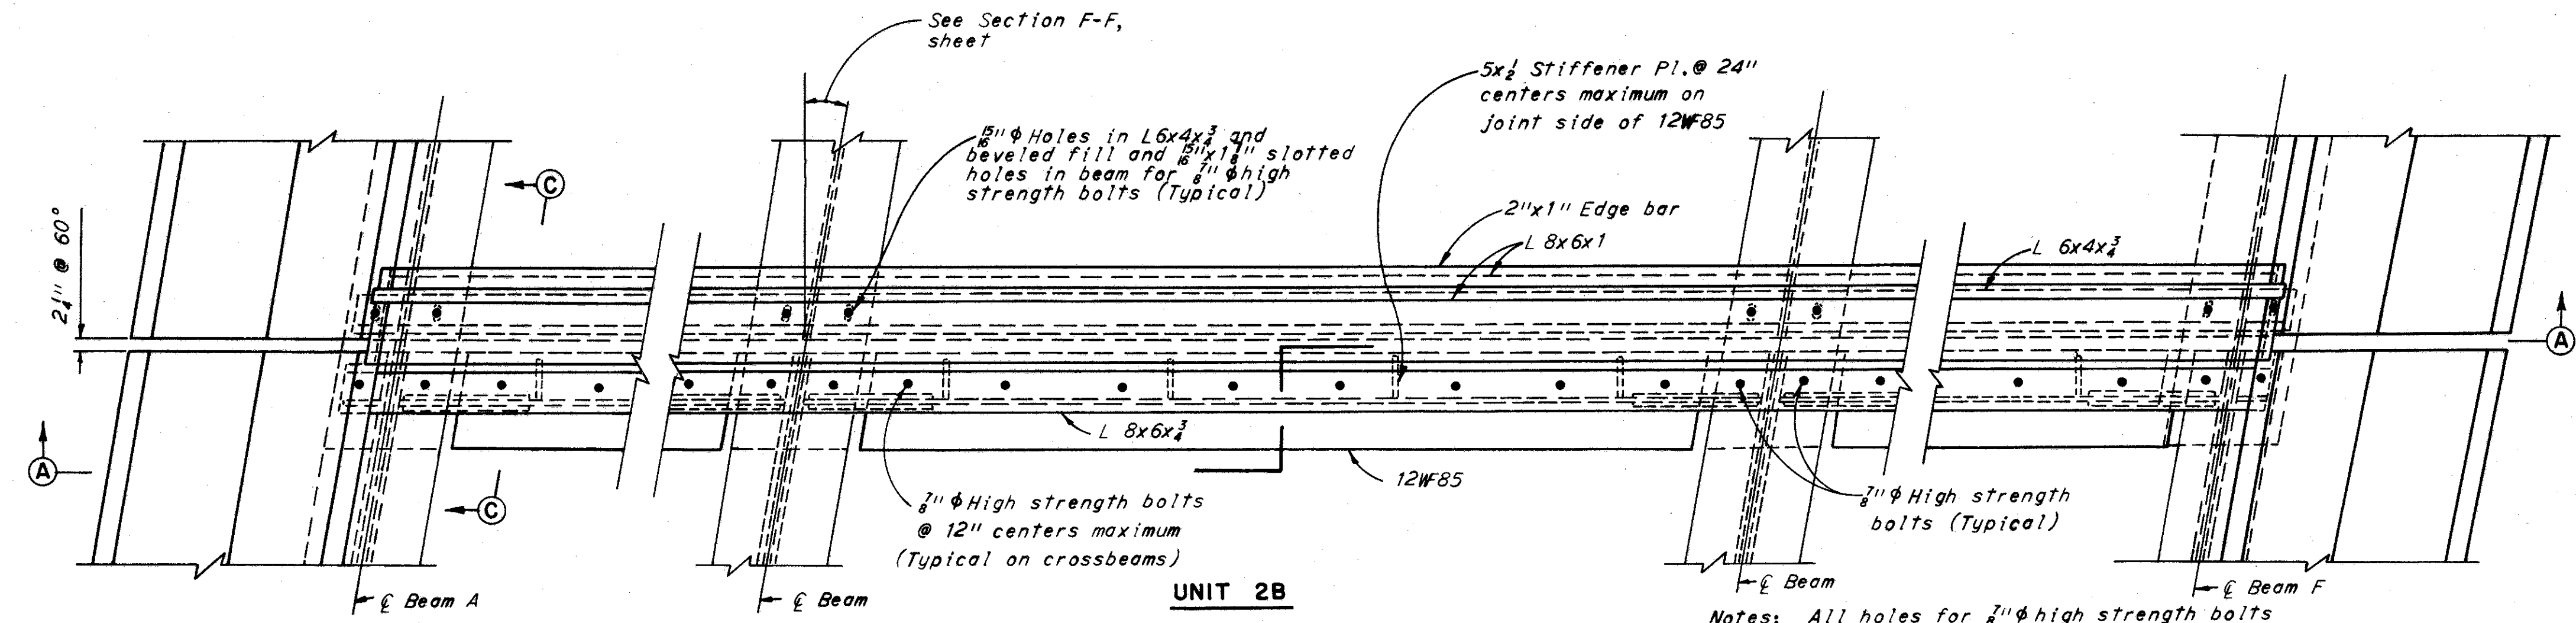 See Section F-F,
sheet
5x1/2 Stiffener Pl.@ 24"
centers maximum on
joint side of 12WF85
15/16"ϕ Holes in L6x4x3/4 and
beveled fill and 15/16"x1 7/8" slotted
holes in beam for 7/8"ϕ high
strength bolts (Typical)
C
2 1/4" @ 60°
2"x1" Edge bar
L 8x6x1
L 6x4x3/4
A
L 8x6x3/4
A
12WF85
C
7/8"ϕ High strength bolts
@ 12" centers maximum
(Typical on crossbeams)
7/8"ϕ High strength
bolts (Typical)
℄ Beam A
℄ Beam
UNIT 2B
℄ Beam
℄ Beam F
Notes: All holes for 7/8"ϕ high strength bolts